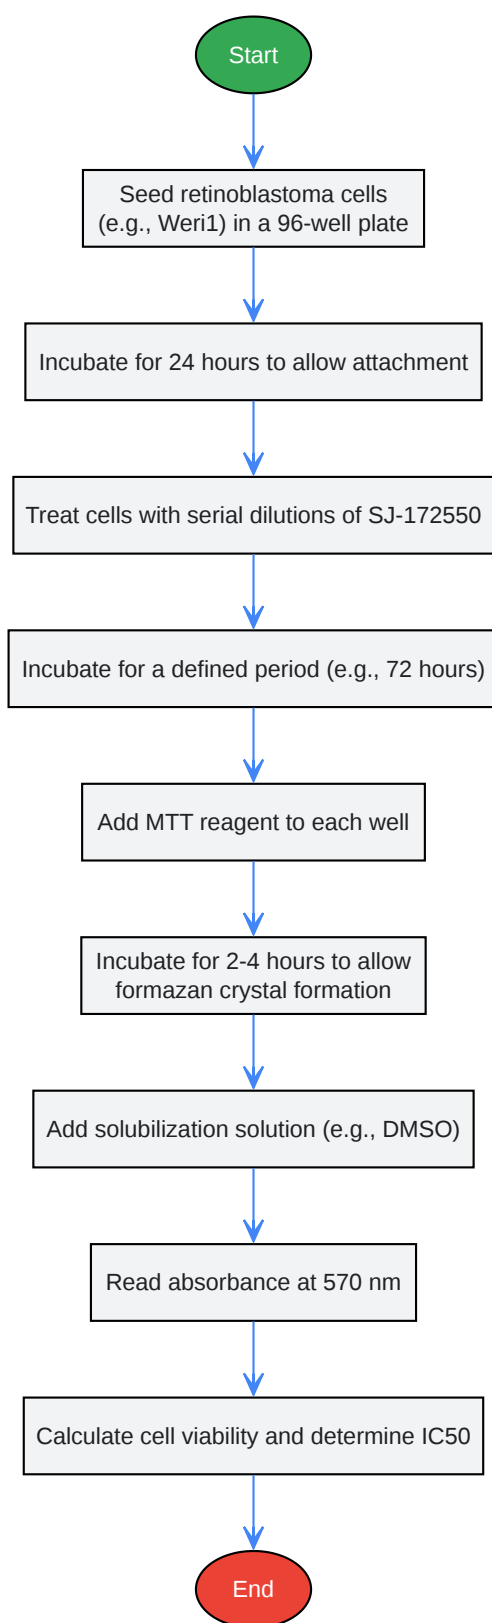 Start
Seed retinoblastoma cells
(e.g., Weri1) in a 96-well plate
Incubate for 24 hours to allow attachment
Treat cells with serial dilutions of SJ-172550
Incubate for a defined period (e.g., 72 hours)
Add MTT reagent to each well
Incubate for 2-4 hours to allow
formazan crystal formation
Add solubilization solution (e.g., DMSO)
Read absorbance at 570 nm
Calculate cell viability and determine IC50
End